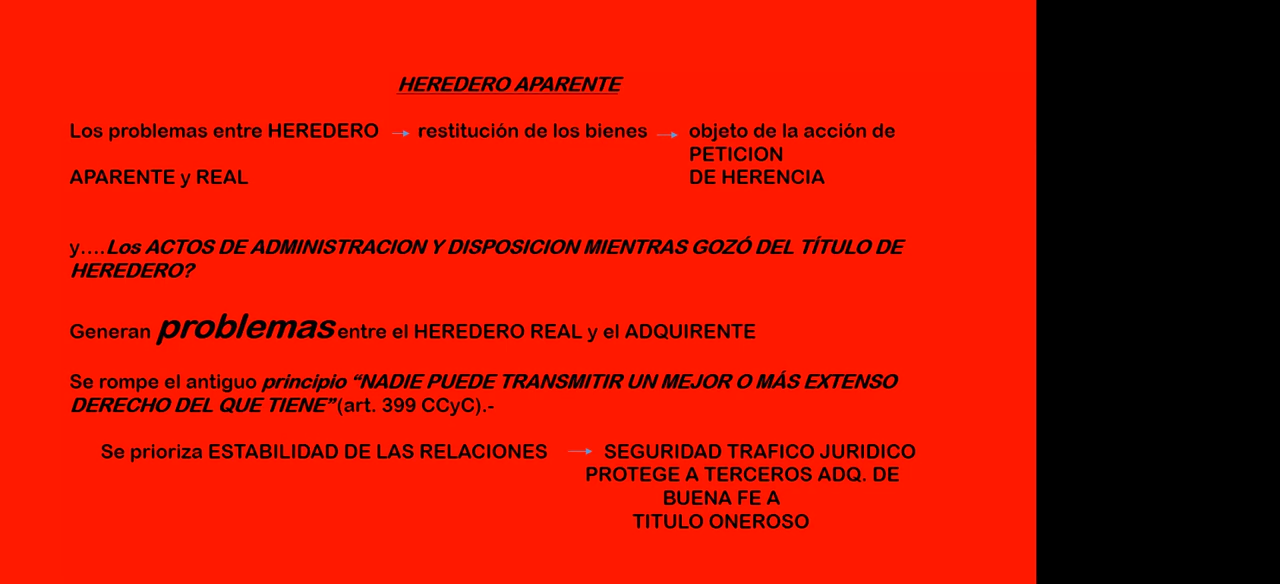 HEREDERO APARENTE
Los problemas entre HEREDERO → restitución de los bienes → objeto de la acción de
PETICION
APARENTE y REAL DE HERENCIA
y....Los ACTOS DE ADMINISTRACION Y DISPOSICION MIENTRAS GOZÓ DEL TÍTULO DE
HEREDERO?
Generan problemas entre el HEREDERO REAL y el ADQUIRENTE
Se rompe el antiguo principio “NADIE PUEDE TRANSMITIR UN MEJOR O MÁS EXTENSO
DERECHO DEL QUE TIENE”(art. 399 CCyC).-
Se prioriza ESTABILIDAD DE LAS RELACIONES → SEGURIDAD TRAFICO JURIDICO
PROTEGE A TERCEROS ADQ. DE
BUENA FE A
TITULO ONEROSO